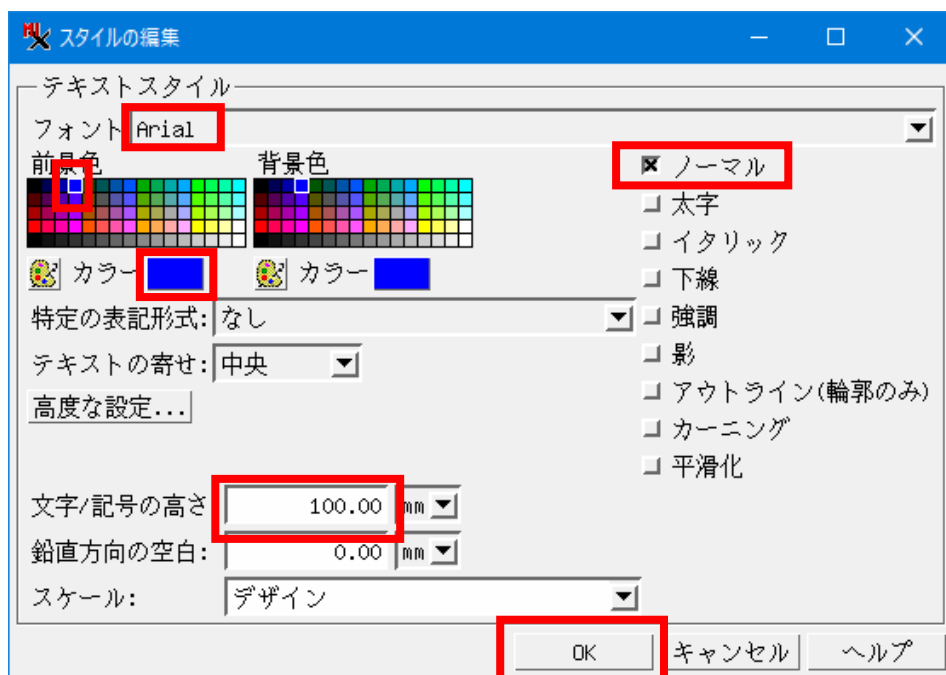 スタイルの編集
テキストスタイル
フォント Arial
前景色 背景色
カラー カラー
特定の表記形式: なし
テキストの寄せ: 中央
高度な設定...
ノーマル
太字
イタリック
下線
強調
影
アウトライン(輪郭のみ)
カーニング
平滑化
文字/記号の高さ 100.00 mm
鉛直方向の空白: 0.00 mm
スケール: デザイン
OK キャンセル ヘルプ